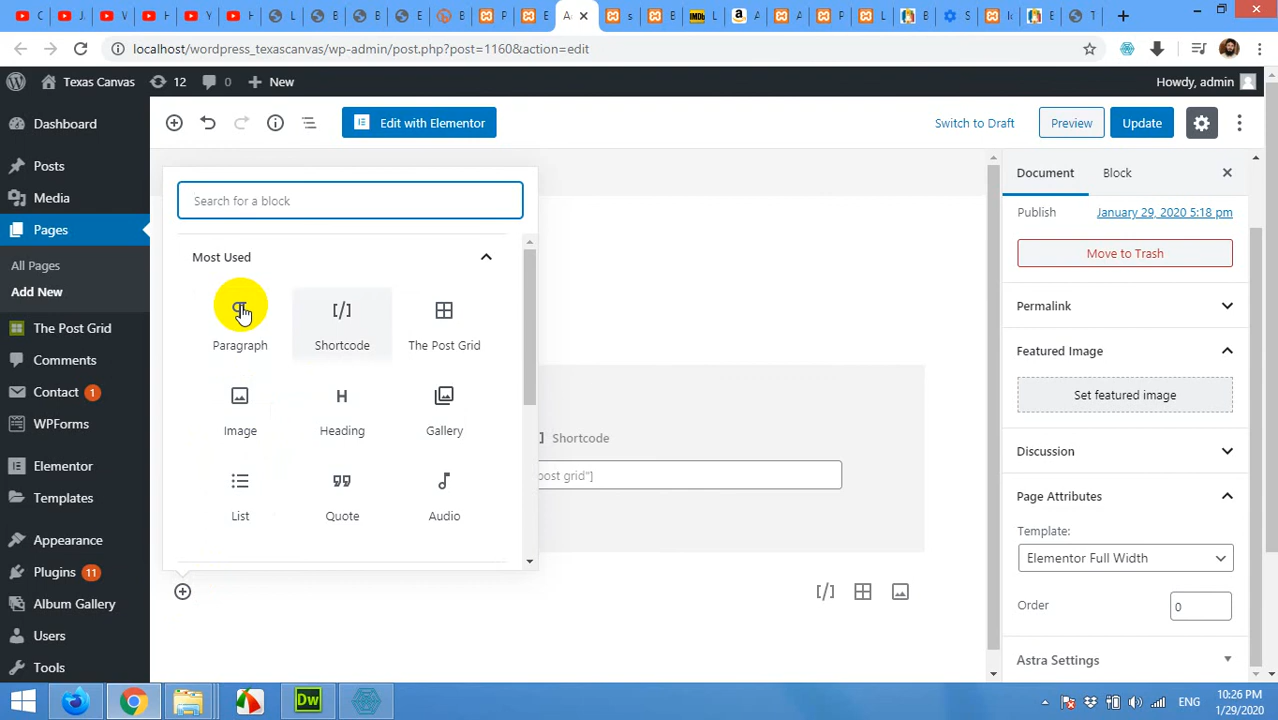 localhost/wordpress_texascanvas/wp-admin/post.php?post=1160&action=edit
Texas Canvas
12
0
New
Howdy, admin
Dashboard
Posts
Media
Pages
All Pages
Add New
The Post Grid
Comments
Contact 1
WPForms
Elementor
Templates
Appearance
Plugins 11
Album Gallery
Users
Tools
Edit with Elementor
Switch to Draft
Preview
Update
Search for a block
Most Used
Paragraph
[/]
Shortcode
The Post Grid
Image
H
Heading
Gallery
List
Quote
Audio
Shortcode
post grid"]
[/]
Document
Block
Publish
January 29, 2020 5:18 pm
Move to Trash
Permalink
Featured Image
Set featured image
Discussion
Page Attributes
Template:
Elementor Full Width
Order
0
Astra Settings
Dw
ENG
10:26 PM
1/29/2020